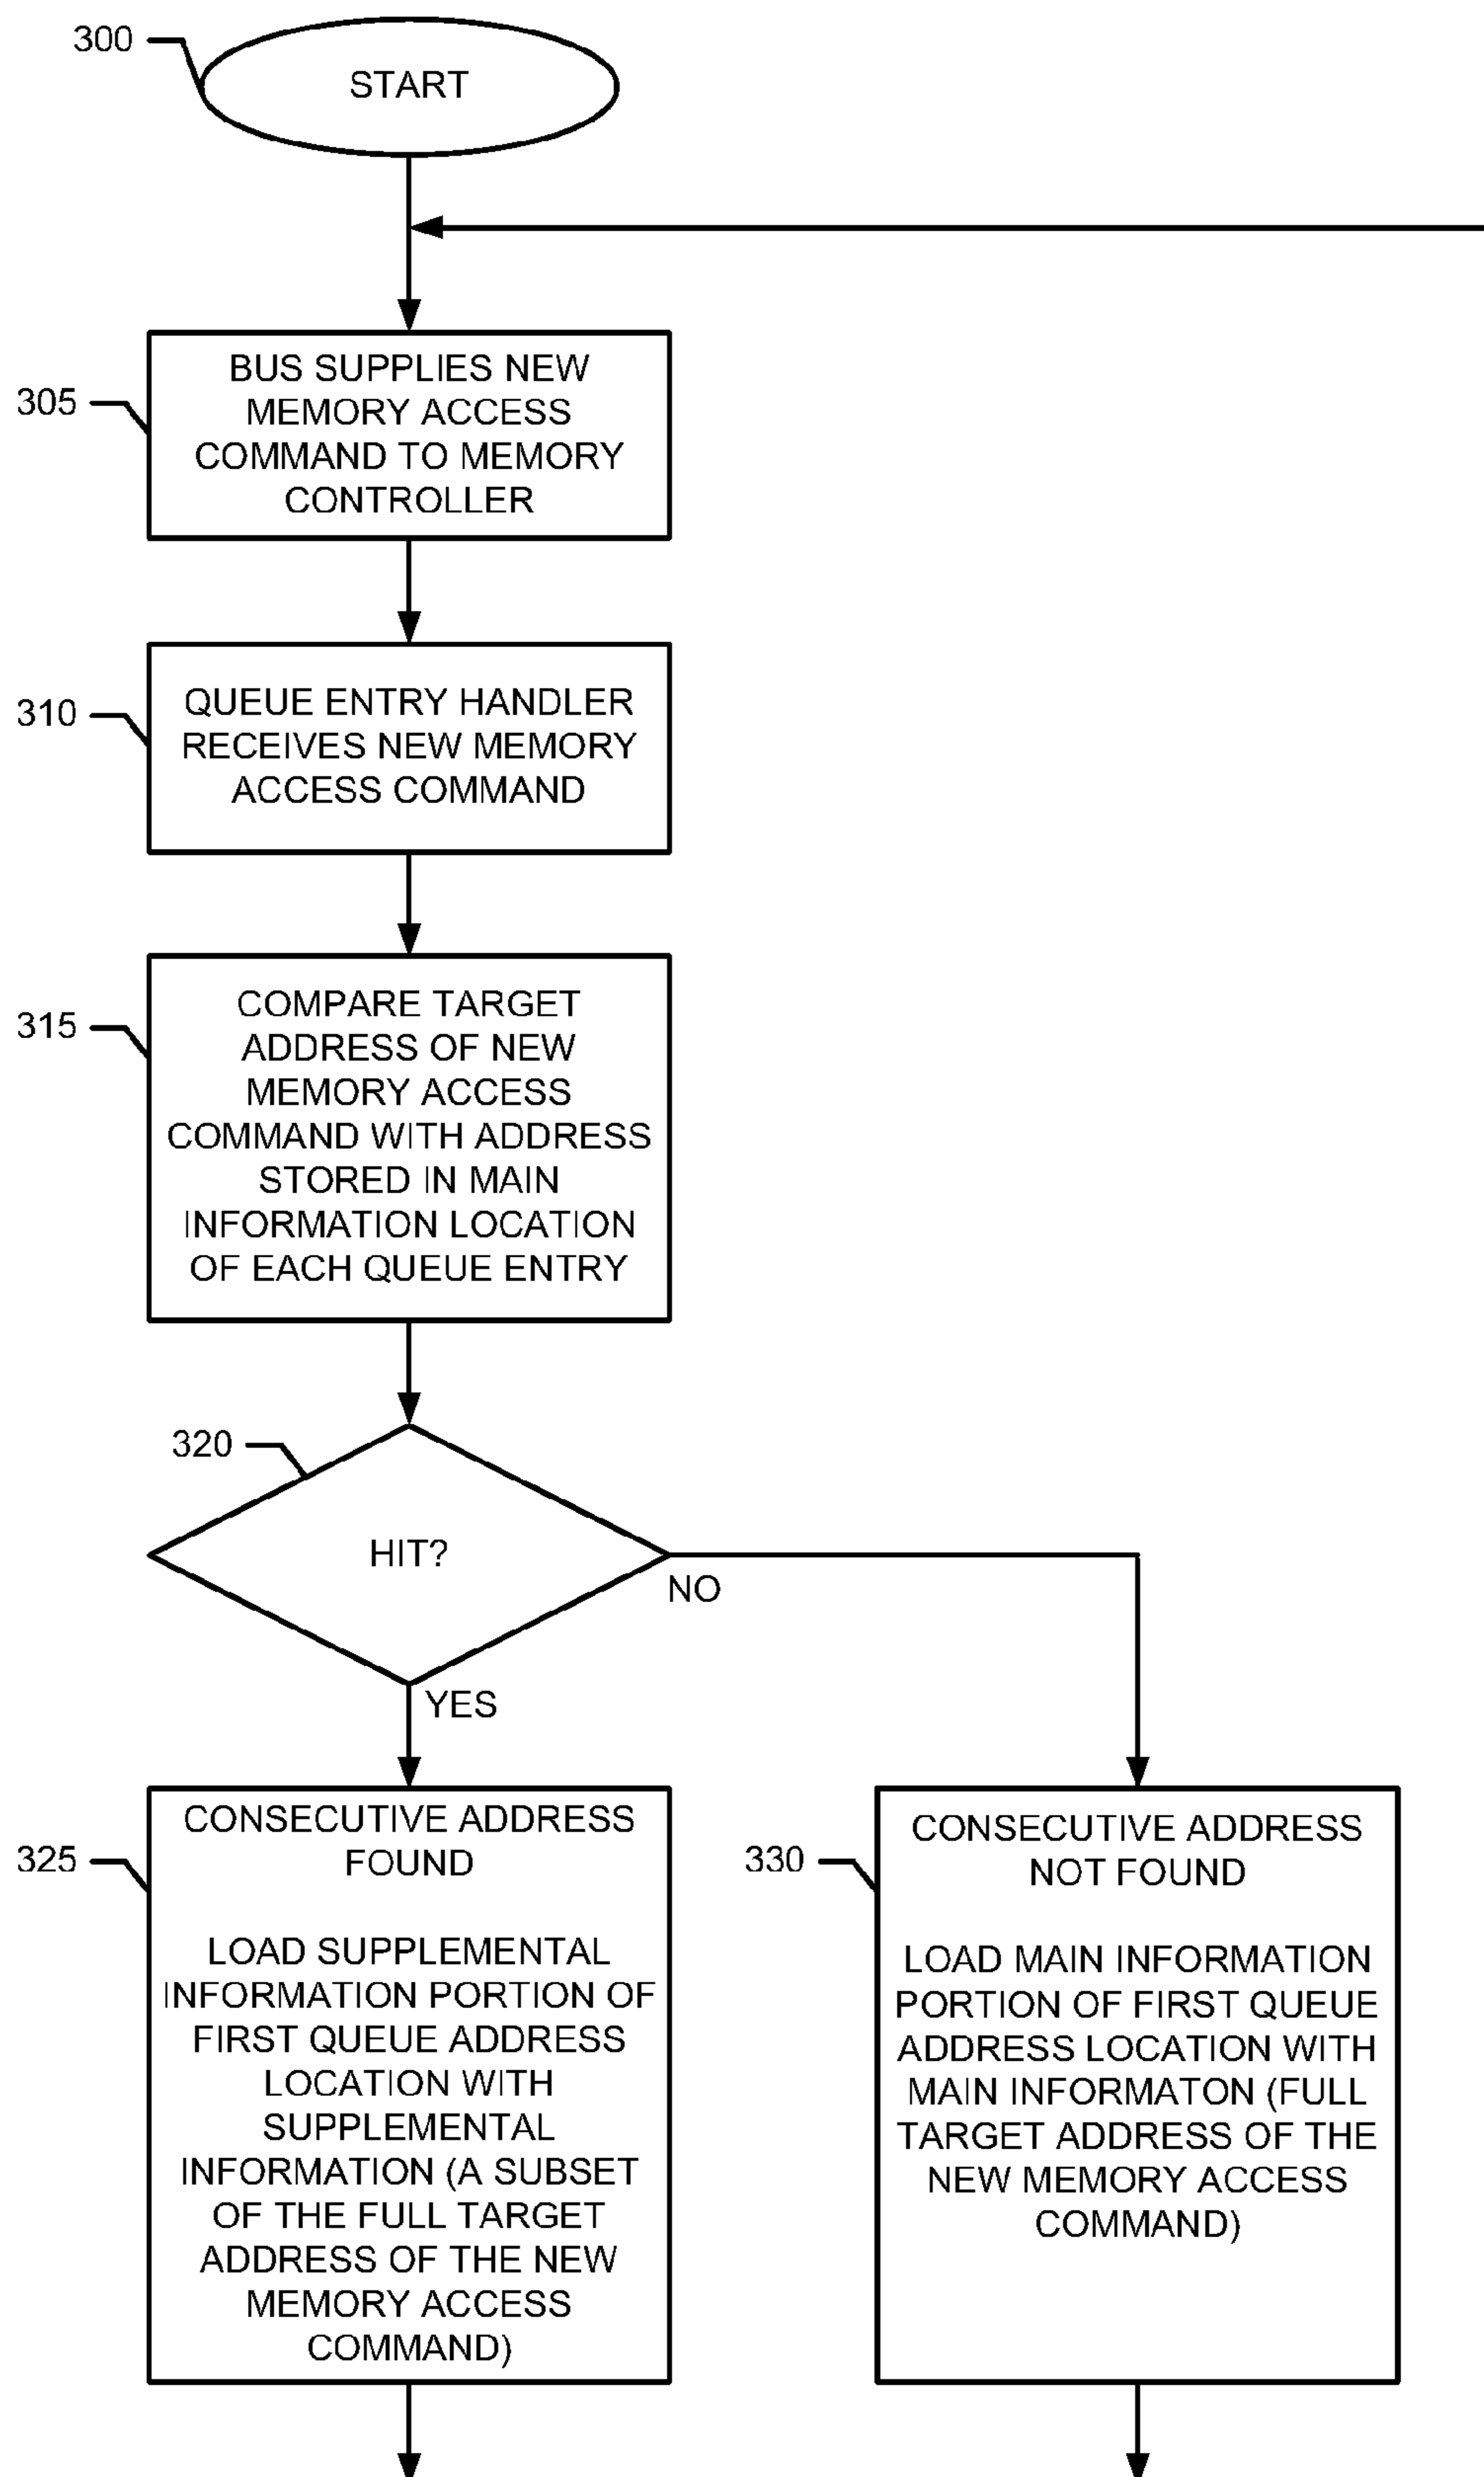 300
START
305
BUS SUPPLIES NEW
MEMORY ACCESS
COMMAND TO MEMORY
CONTROLLER
310
QUEUE ENTRY HANDLER
RECEIVES NEW MEMORY
ACCESS COMMAND
315
COMPARE TARGET
ADDRESS OF NEW
MEMORY ACCESS
COMMAND WITH ADDRESS
STORED IN MAIN
INFORMATION LOCATION
OF EACH QUEUE ENTRY
320
HIT?
NO
YES
325
CONSECUTIVE ADDRESS
FOUND
LOAD SUPPLEMENTAL
INFORMATION PORTION OF
FIRST QUEUE ADDRESS
LOCATION WITH
SUPPLEMENTAL
INFORMATION (A SUBSET
OF THE FULL TARGET
ADDRESS OF THE NEW
MEMORY ACCESS
COMMAND)
330
CONSECUTIVE ADDRESS
NOT FOUND
LOAD MAIN INFORMATION
PORTION OF FIRST QUEUE
ADDRESS LOCATION WITH
MAIN INFORMATON (FULL
TARGET ADDRESS OF THE
NEW MEMORY ACCESS
COMMAND)